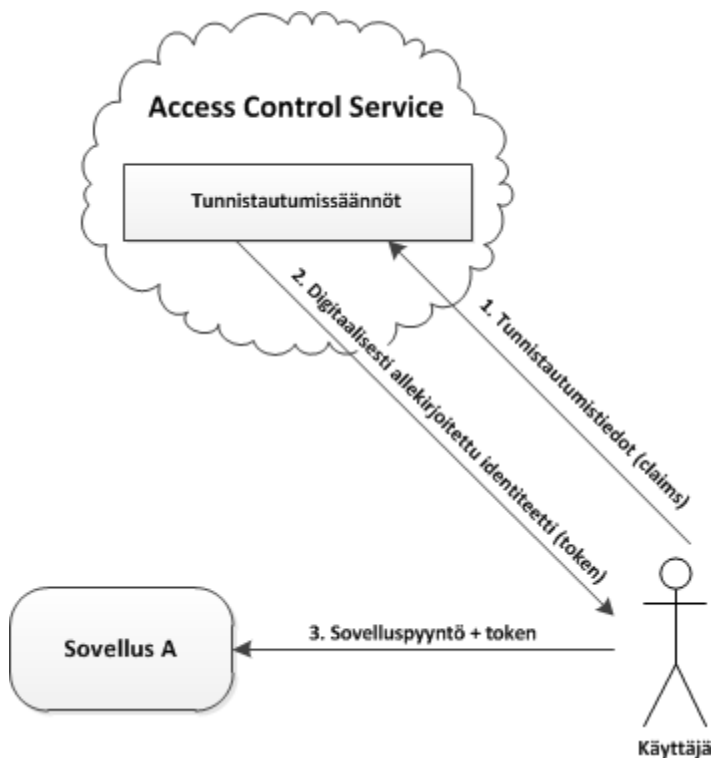 Access Control Service
Tunnistautumissäännöt
1. Tunnistautumistiedot (claims)
2. Digitaalisesti allekirjoitettu identiteetti (token)
3. Sovelluspyyntö + token
Sovellus A
Käyttäjä